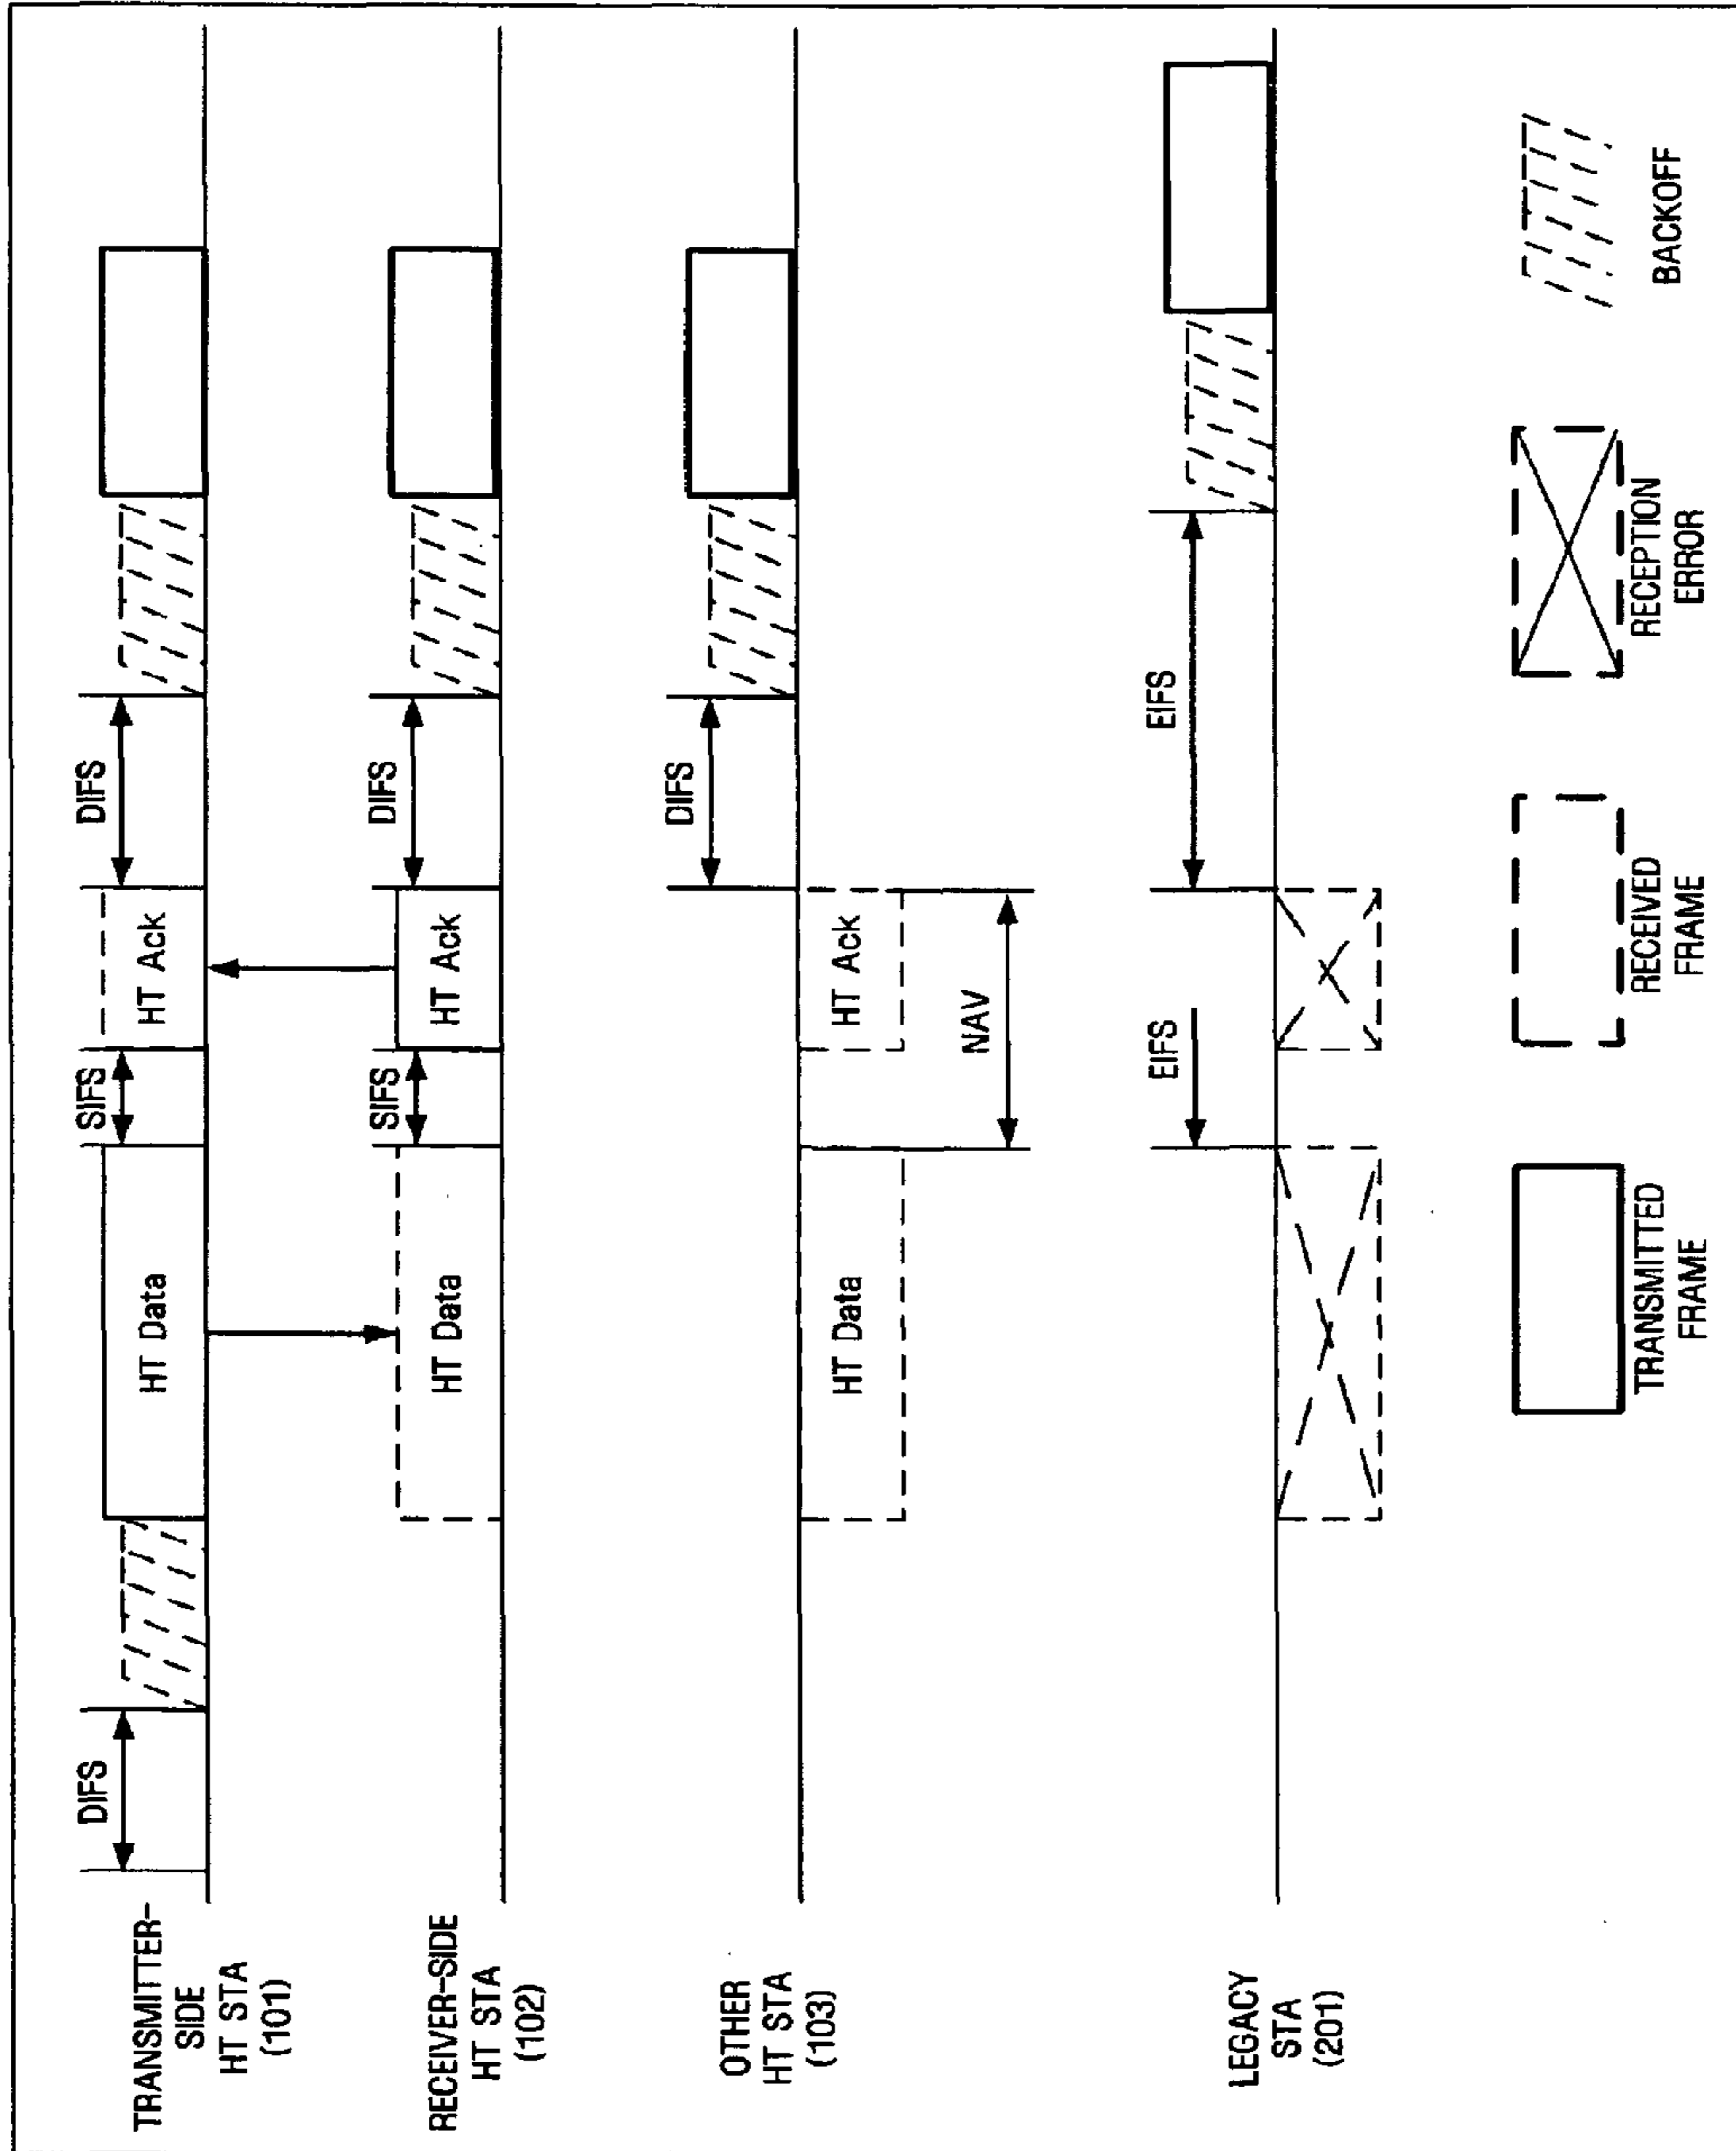 TRANSMITTER-
SIDE
HT STA
(101)
DIFS
HT Data
SIFS
HT Ack
DIFS
RECEIVER-SIDE
HT STA
(102)
HT Data
SIFS
HT Ack
DIFS
OTHER
HT STA
(103)
HT Data
HT Ack
NAV
DIFS
LEGACY
STA
(201)
EIFS
EIFS
TRANSMITTED
FRAME
RECEIVED
FRAME
RECEPTION
ERROR
BACKOFF